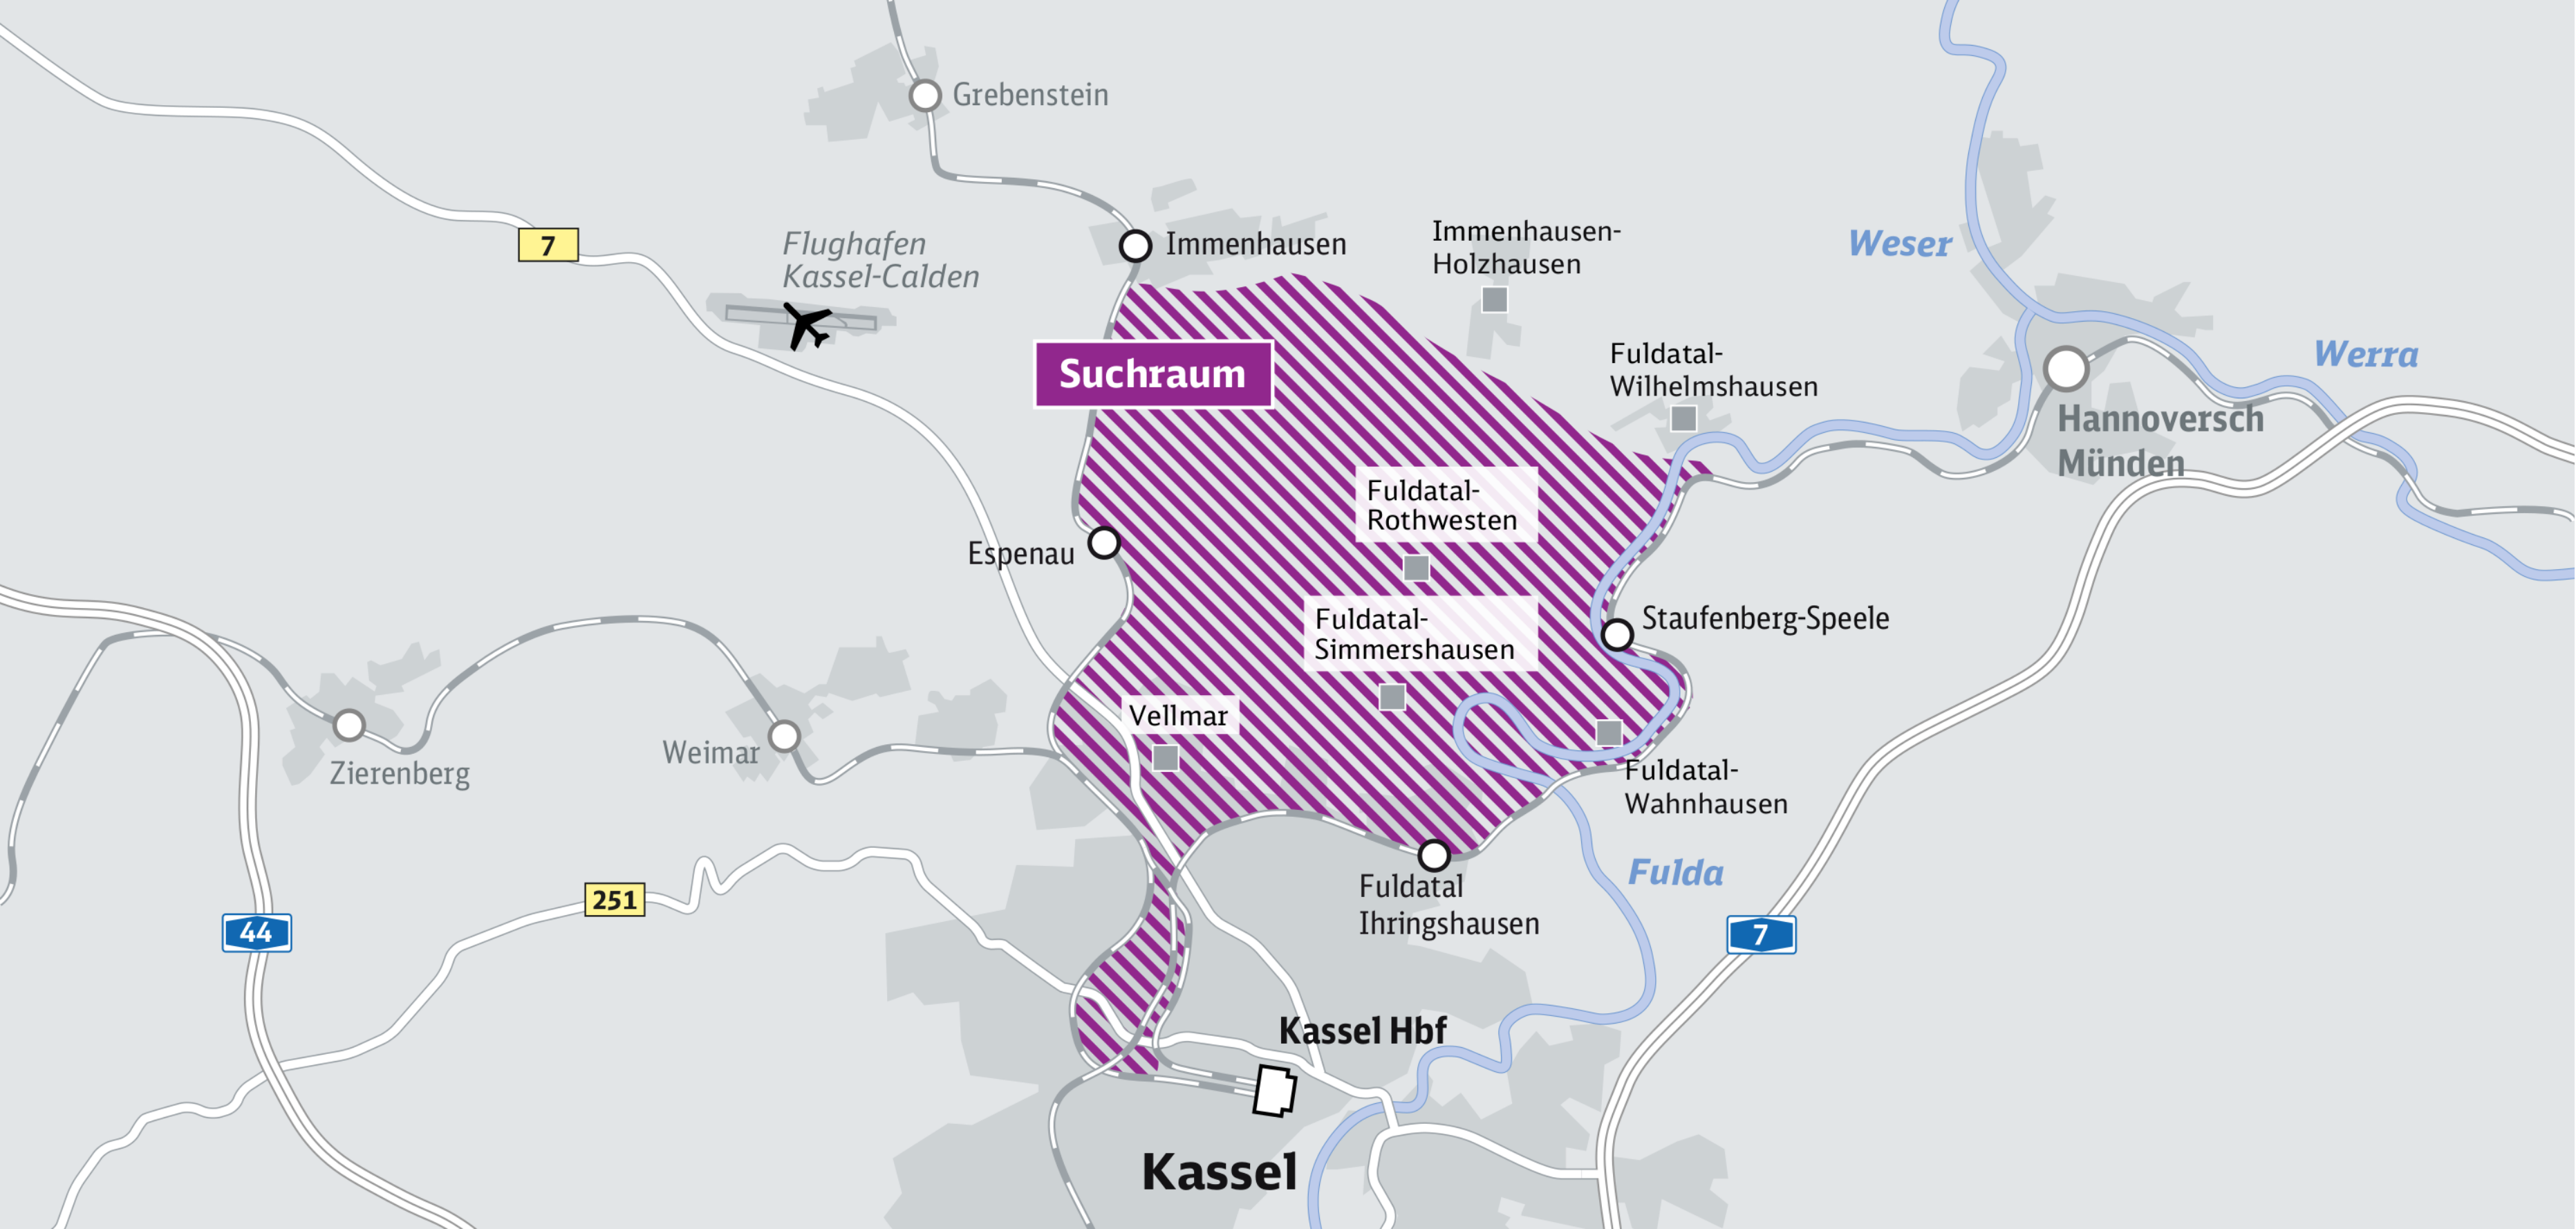 Grebenstein
Immenhausen-
Holzhausen
Flughafen
Kassel-Calden
7
Immenhausen
Weser
Fuldatal-
Wilhelmshausen
Werra
Suchraum
Hannoversch
Münden
Fuldatal-
Rothwesten
Espenau
Fuldatal-
Simmershausen
Staufenberg-Speele
Vellmar
Weimar
Zierenberg
Fuldatal-
Wahnhausen
Fulda
Fuldatal
Ihringshausen
251
44
7
Kassel Hbf
Kassel